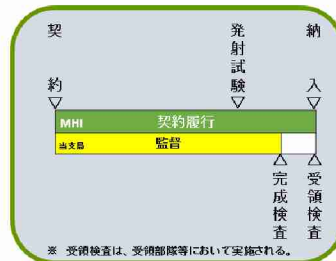 契約
発射試験
納入
MHI 契約履行
当支局 監督
完成検査
受領検査
※ 受領検査は、受領部隊等において実施される。